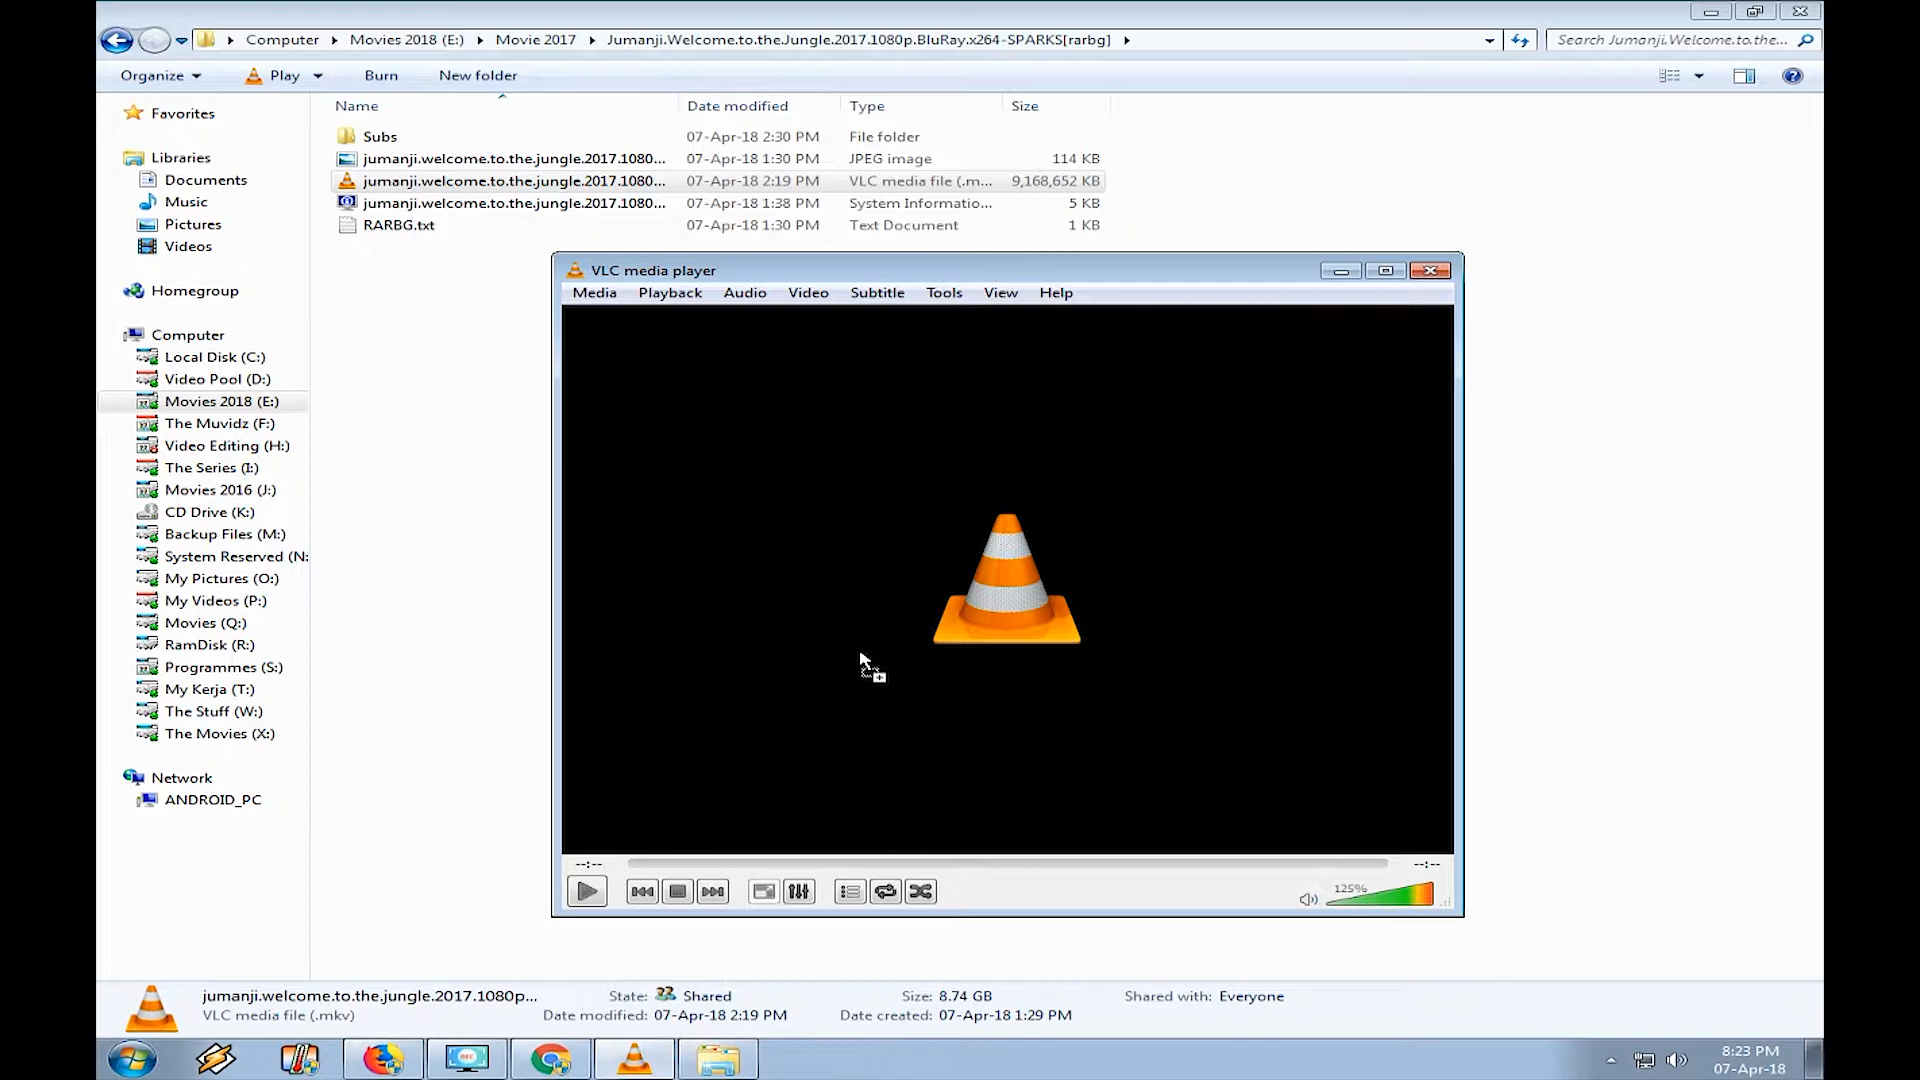 Computer Movies 2018 (E:) Movie 2017 Jumanji.Welcome.to.the.Jungle.2017.1080p.BluRay.x264-SPARKS[rarbg] Search Jumanji.Welcome.to.the...
Organize Play Burn New folder
Name Date modified Type Size
Subs 07-Apr-18 2:30 PM File folder
jumanji.welcome.to.the.jungle.2017.1080... 07-Apr-18 1:30 PM JPEG image 114 KB
jumanji.welcome.to.the.jungle.2017.1080... 07-Apr-18 2:19 PM VLC media file (.m... 9,168,652 KB
jumanji.welcome.to.the.jungle.2017.1080... 07-Apr-18 1:38 PM System Informatio... 5 KB
RARBG.txt 07-Apr-18 1:30 PM Text Document 1 KB
Favorites
Libraries
Documents
Music
Pictures
Videos
Homegroup
Computer
Local Disk (C:)
Video Pool (D:)
Movies 2018 (E:)
The Muvidz (F:)
Video Editing (H:)
The Series (I:)
Movies 2016 (J:)
CD Drive (K:)
Backup Files (M:)
System Reserved (N:
My Pictures (O:)
My Videos (P:)
Movies (Q:)
RamDisk (R:)
Programmes (S:)
My Kerja (T:)
The Stuff (W:)
The Movies (X:)
Network
ANDROID_PC
VLC media player
Media Playback Audio Video Subtitle Tools View Help
--:-- --:--
125%
jumanji.welcome.to.the.jungle.2017.1080p... State: Shared Size: 8.74 GB Shared with: Everyone
VLC media file (.mkv) Date modified: 07-Apr-18 2:19 PM Date created: 07-Apr-18 1:29 PM
REC
8:23 PM
07-Apr-18